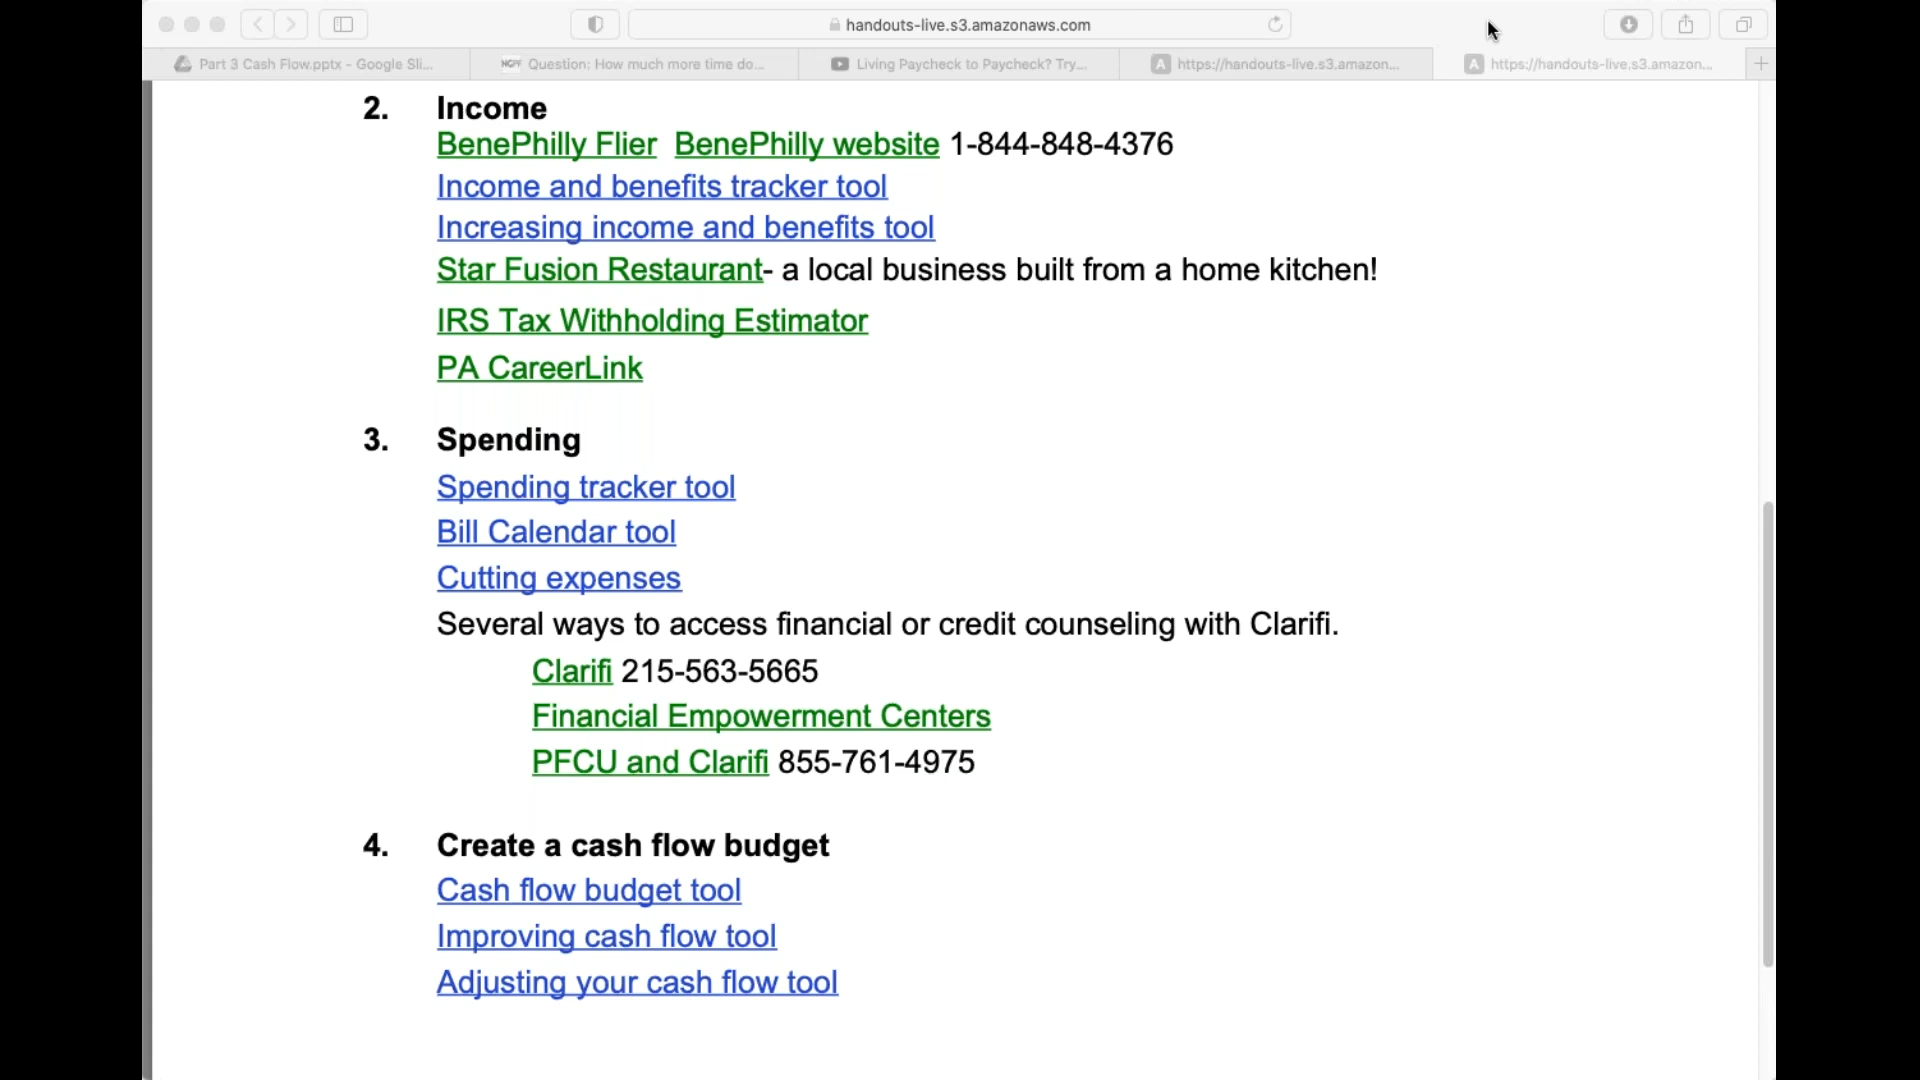 handouts-live.s3.amazonaws.com
Part 3 Cash Flow.pptx - Google Sli...
NGPF Question: How much more time do...
Living Paycheck to Paycheck? Try...
https://handouts-live.s3.amazon...
https://handouts-live.s3.amazon...
2. Income
BenePhilly Flier BenePhilly website 1-844-848-4376
Income and benefits tracker tool
Increasing income and benefits tool
Star Fusion Restaurant- a local business built from a home kitchen!
IRS Tax Withholding Estimator
PA CareerLink
3. Spending
Spending tracker tool
Bill Calendar tool
Cutting expenses
Several ways to access financial or credit counseling with Clarifi.
Clarifi 215-563-5665
Financial Empowerment Centers
PFCU and Clarifi 855-761-4975
4. Create a cash flow budget
Cash flow budget tool
Improving cash flow tool
Adjusting your cash flow tool